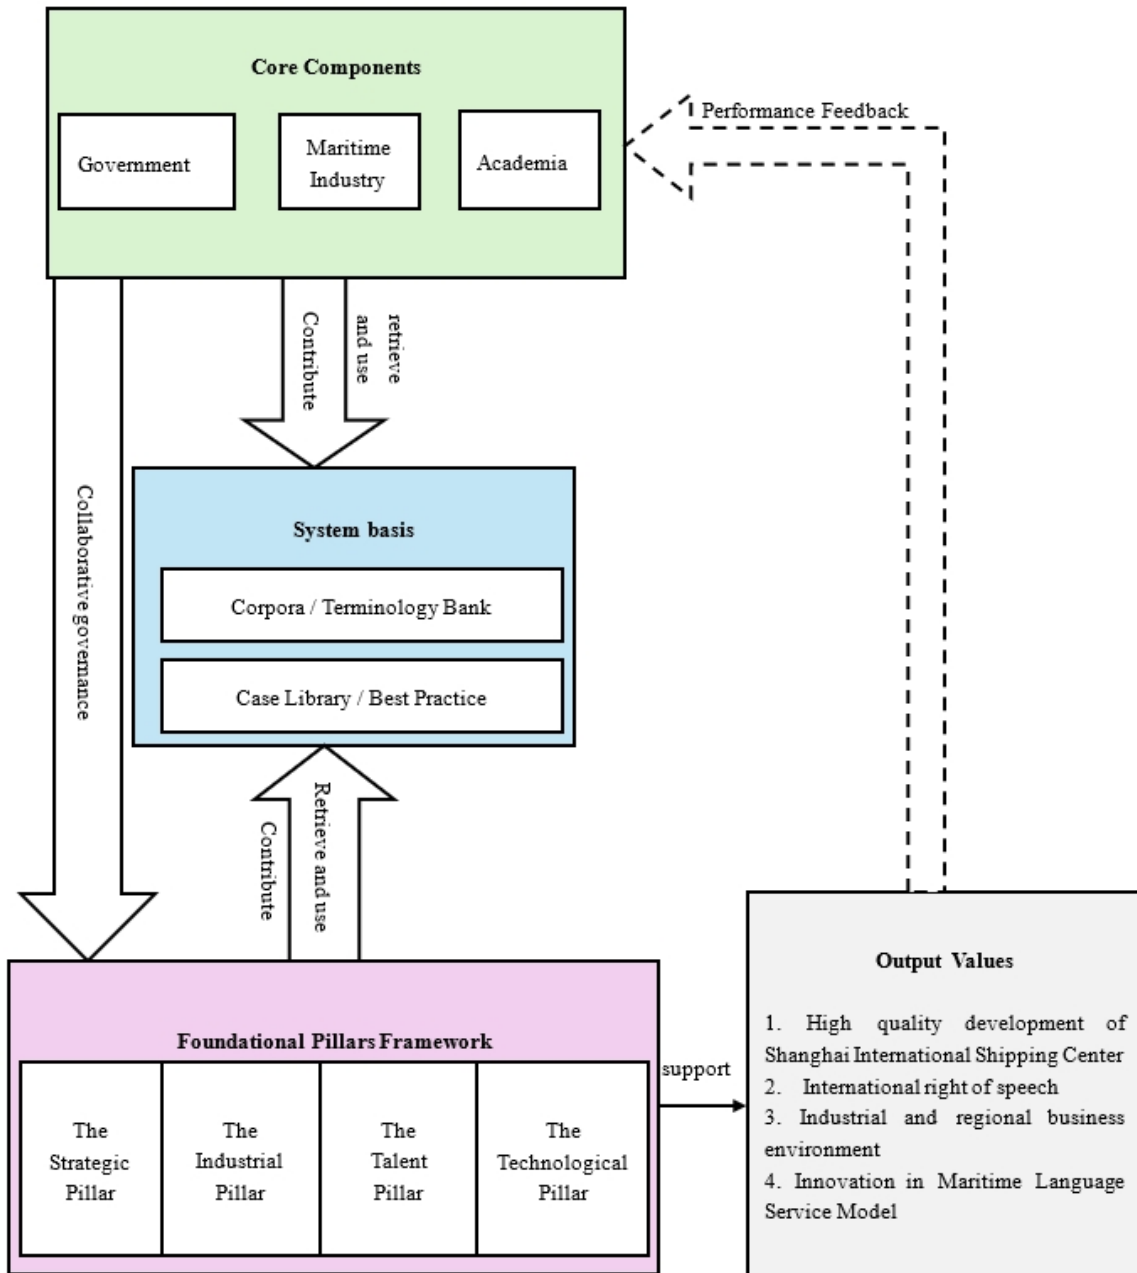 Core Components
Government
Maritime
Industry
Academia
Performance Feedback
Contribute
retrieve
and use
Collaborative governance
System basis
Corpora / Terminology Bank
Case Library / Best Practice
Contribute
Retrieve and use
Foundational Pillars Framework
The
Strategic
Pillar
The
Industrial
Pillar
The
Talent
Pillar
The
Technological
Pillar
support
Output Values
1. High quality development of
Shanghai International Shipping Center
2. International right of speech
3. Industrial and regional business
environment
4. Innovation in Maritime Language
Service Model